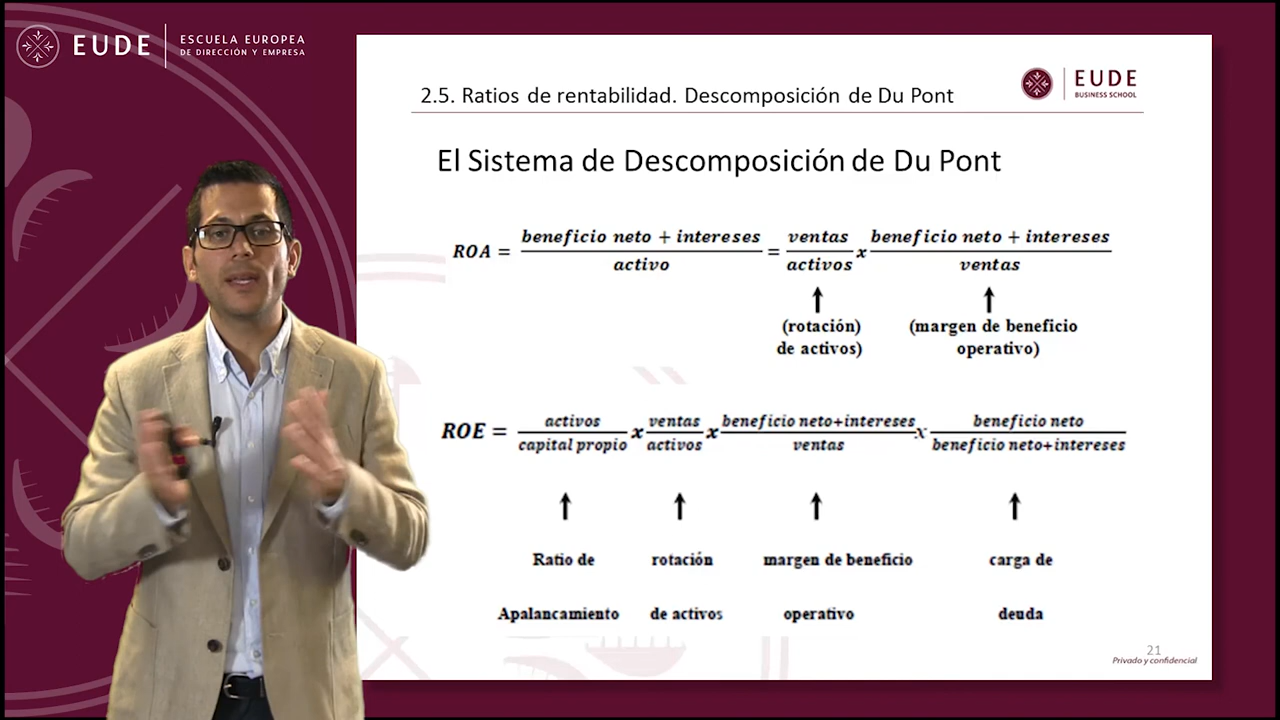 EUDE
ESCUELA EUROPEA
DE DIRECCIÓN Y EMPRESA
2.5. Ratios de rentabilidad. Descomposición de Du Pont
EUDE
BUSINESS SCHOOL
El Sistema de Descomposición de Du Pont
ROA = beneficio neto + intereses / activo = ventas / activos x beneficio neto + intereses / ventas
(rotación) (margen de beneficio
de activos) operativo)
ROE = activos / capital propio x ventas / activos x beneficio neto+intereses / ventas x beneficio neto / beneficio neto+intereses
Ratio de rotación margen de beneficio carga de
Apalancamiento de activos operativo deuda
21
Privado y confidencial